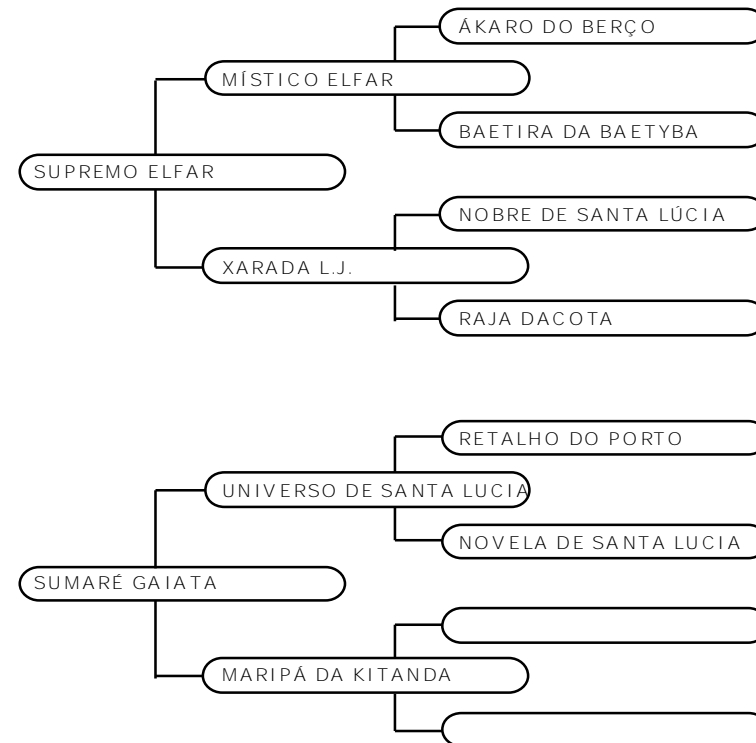 ÁKARO DO BERÇO
MÍSTICO ELFAR
BAETIRA DA BAETYBA
SUPREMO ELFAR
NOBRE DE SANTA LÚCIA
XARADA L.J.
RAJA DACOTA
RETALHO DO PORTO
UNIVERSO DE SANTA LUCIA
NOVELA DE SANTA LUCIA
SUMARÉ GAIATA
MARIPÁ DA KITANDA